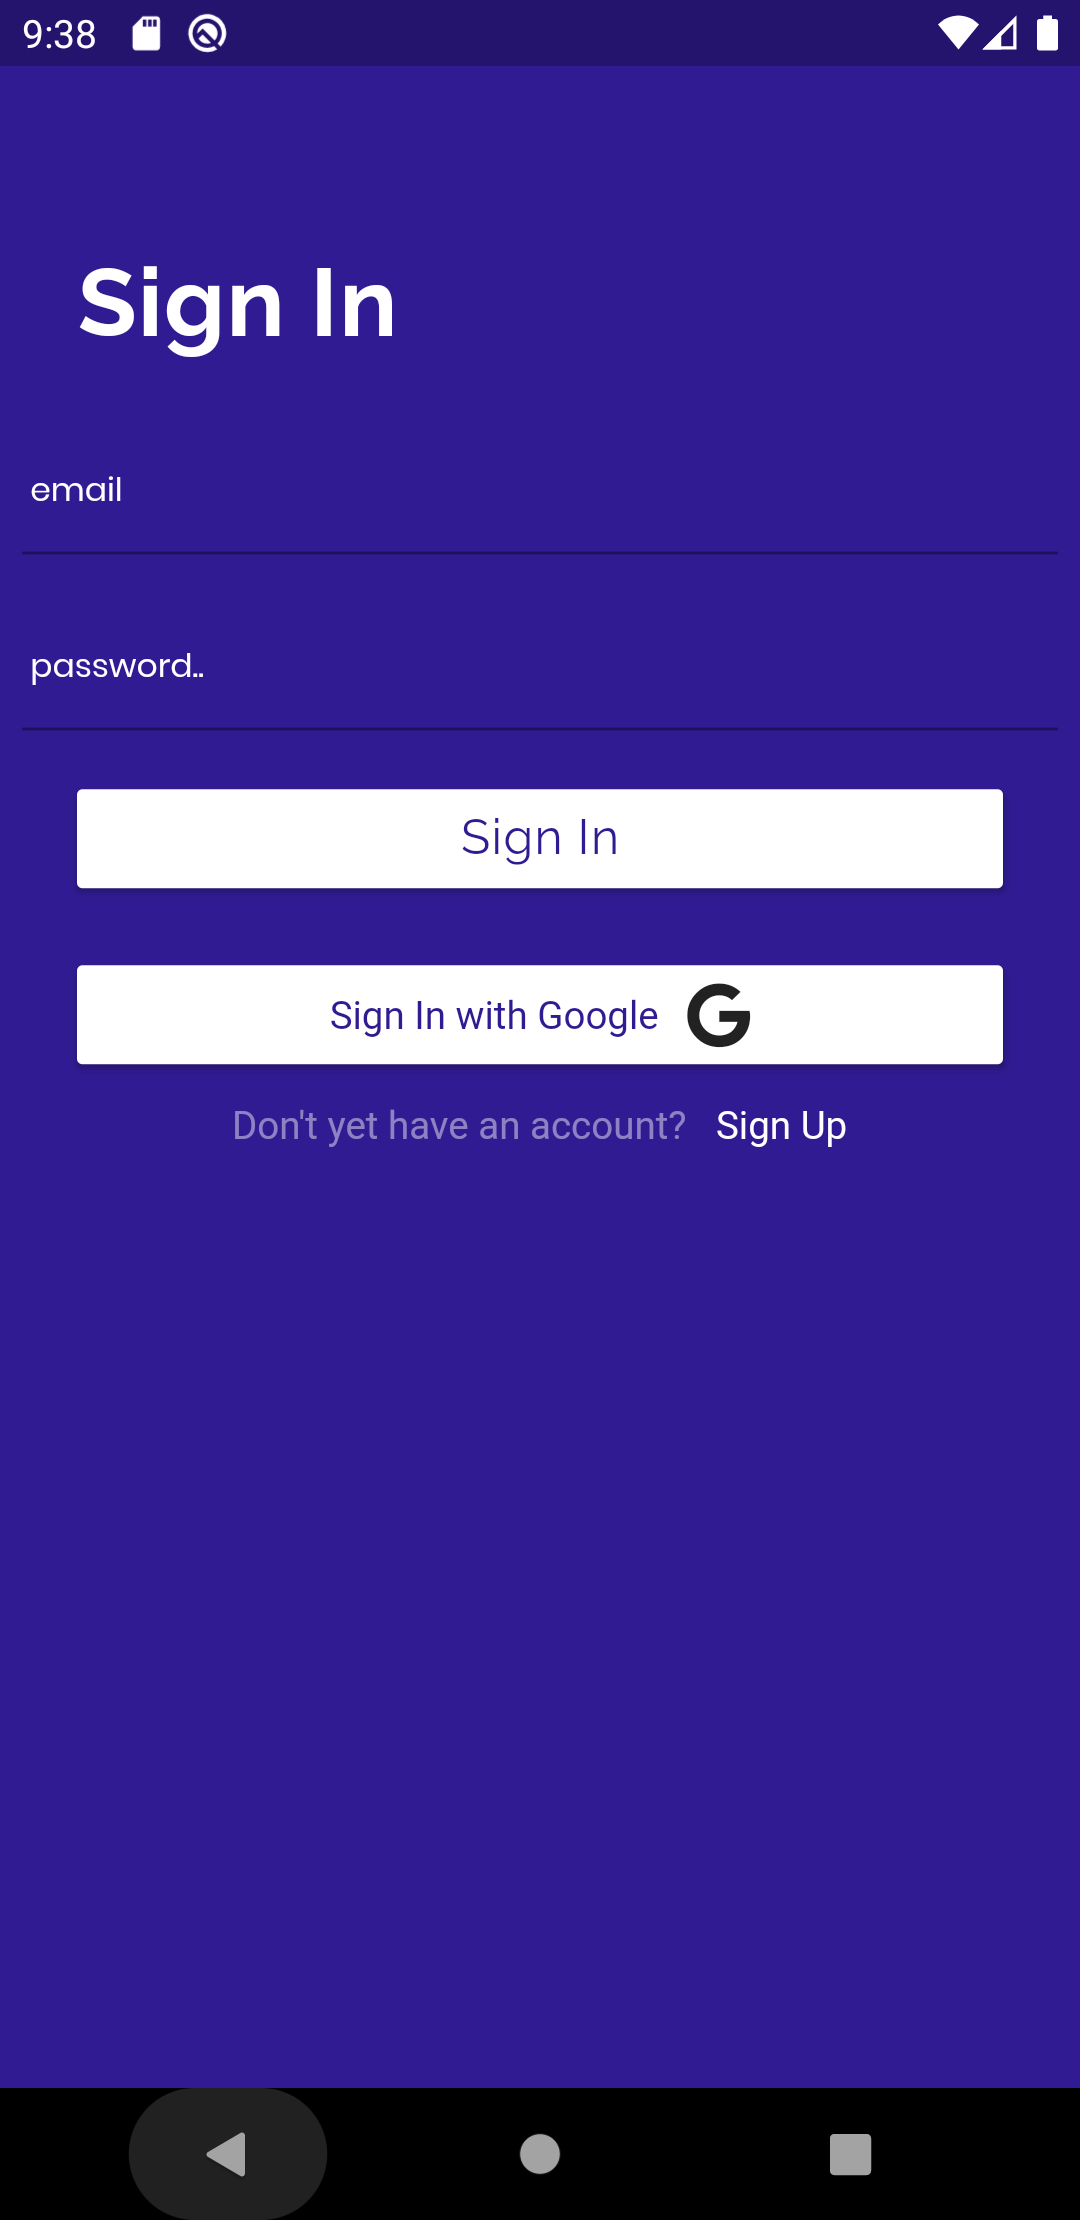 9:38
Sign In
email
password..
Sign In
Sign In with Google
Don't yet have an account? Sign Up